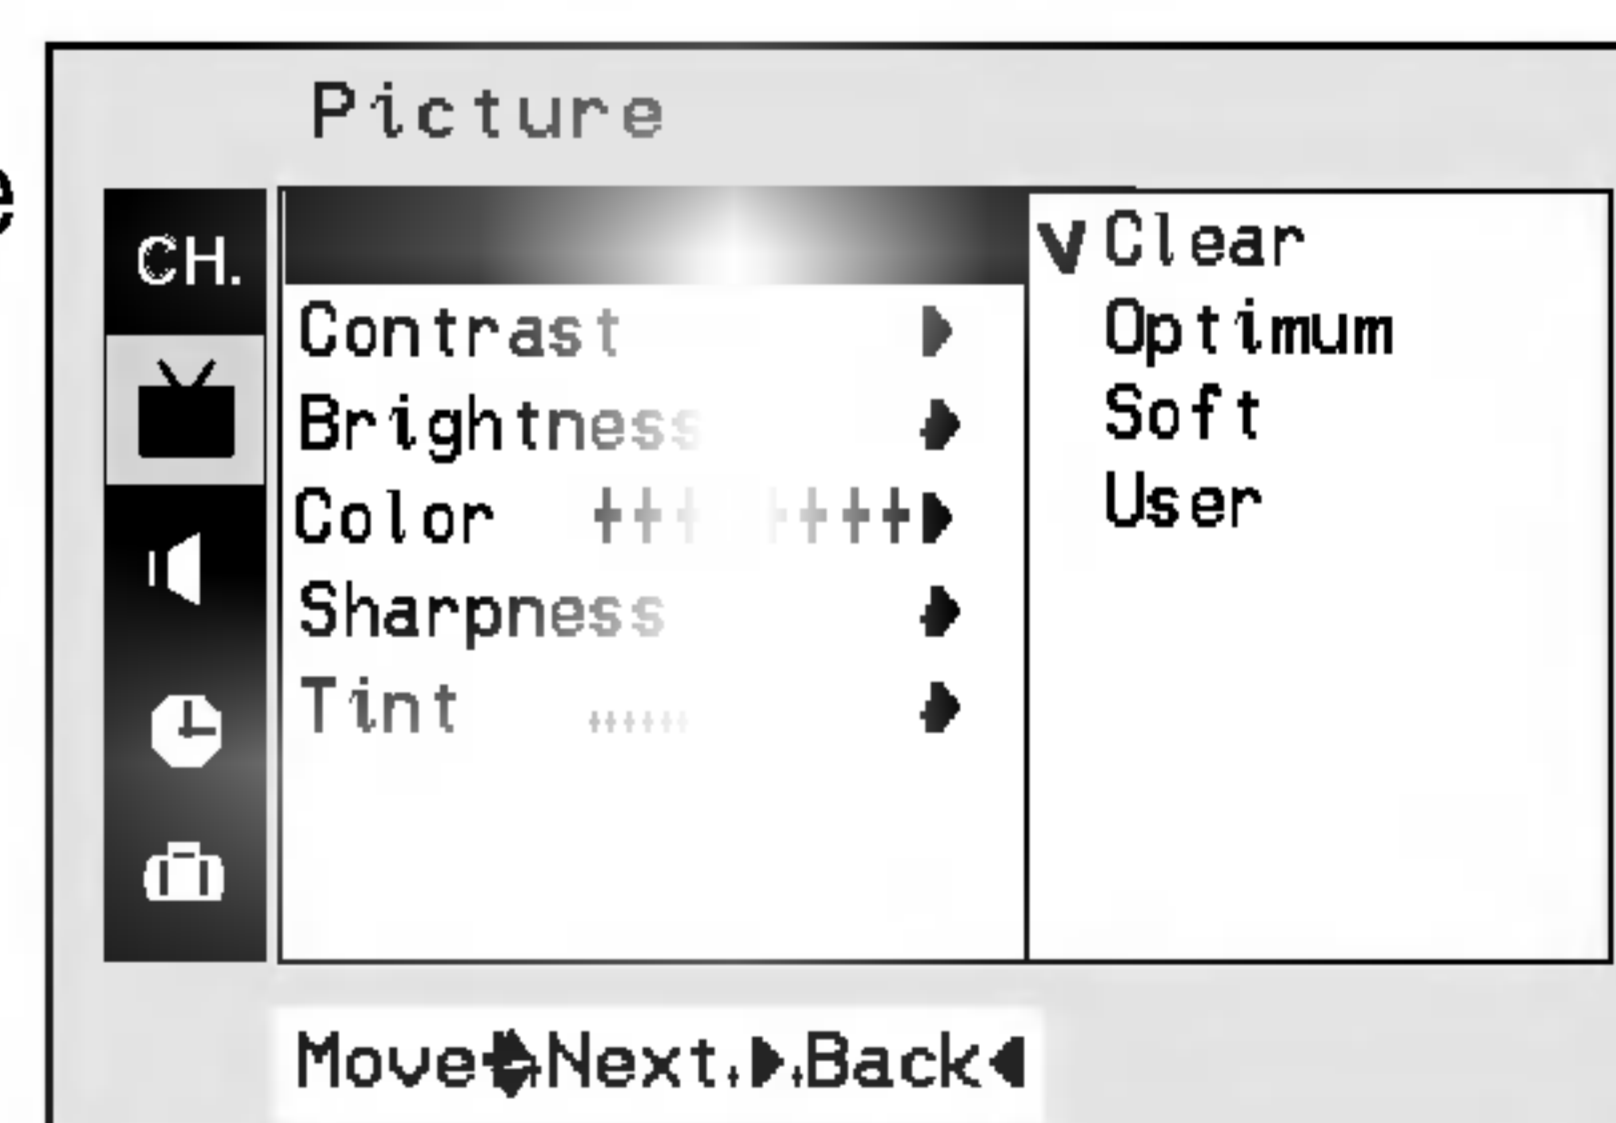 Picture
CH.
Contrast
Brightness
Color
Sharpness
Tint
V Clear
Optimum
Soft
User
Move Next Back